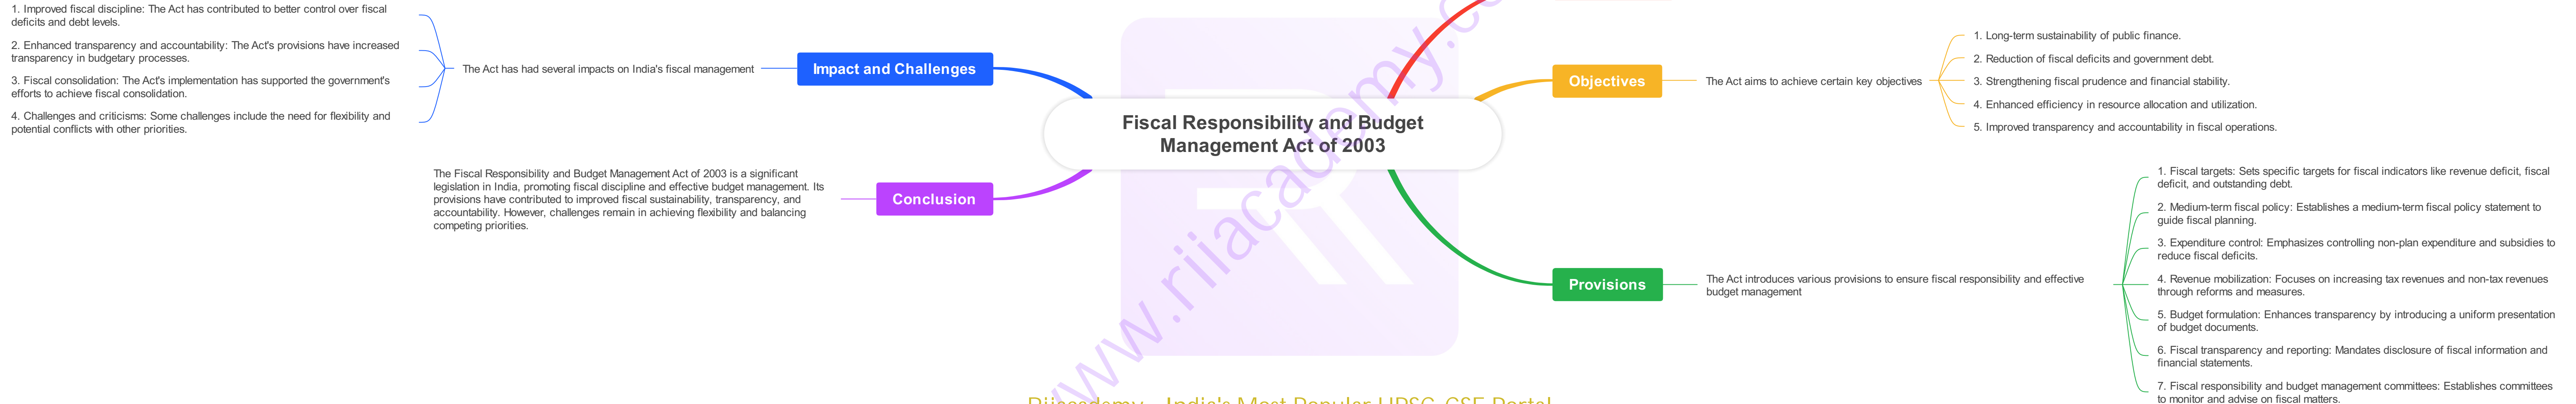 1. Improved fiscal discipline: The Act has contributed to better control over fiscal
deficits and debt levels.
2. Enhanced transparency and accountability: The Act's provisions have increased
transparency in budgetary processes.
3. Fiscal consolidation: The Act's implementation has supported the government's
efforts to achieve fiscal consolidation.
4. Challenges and criticisms: Some challenges include the need for flexibility and
potential conflicts with other priorities.
The Act has had several impacts on India's fiscal management
Impact and Challenges
The Fiscal Responsibility and Budget Management Act of 2003 is a significant
legislation in India, promoting fiscal discipline and effective budget management. Its
provisions have contributed to improved fiscal sustainability, transparency, and
accountability. However, challenges remain in achieving flexibility and balancing
competing priorities.
Conclusion
Fiscal Responsibility and Budget
Management Act of 2003
Objectives
The Act aims to achieve certain key objectives
1. Long-term sustainability of public finance.
2. Reduction of fiscal deficits and government debt.
3. Strengthening fiscal prudence and financial stability.
4. Enhanced efficiency in resource allocation and utilization.
5. Improved transparency and accountability in fiscal operations.
Provisions
The Act introduces various provisions to ensure fiscal responsibility and effective
budget management
1. Fiscal targets: Sets specific targets for fiscal indicators like revenue deficit, fiscal
deficit, and outstanding debt.
2. Medium-term fiscal policy: Establishes a medium-term fiscal policy statement to
guide fiscal planning.
3. Expenditure control: Emphasizes controlling non-plan expenditure and subsidies to
reduce fiscal deficits.
4. Revenue mobilization: Focuses on increasing tax revenues and non-tax revenues
through reforms and measures.
5. Budget formulation: Enhances transparency by introducing a uniform presentation
of budget documents.
6. Fiscal transparency and reporting: Mandates disclosure of fiscal information and
financial statements.
7. Fiscal responsibility and budget management committees: Establishes committees
to monitor and advise on fiscal matters.
www.riiacademy.co
India's Most Popular UPSC-CSE Portal